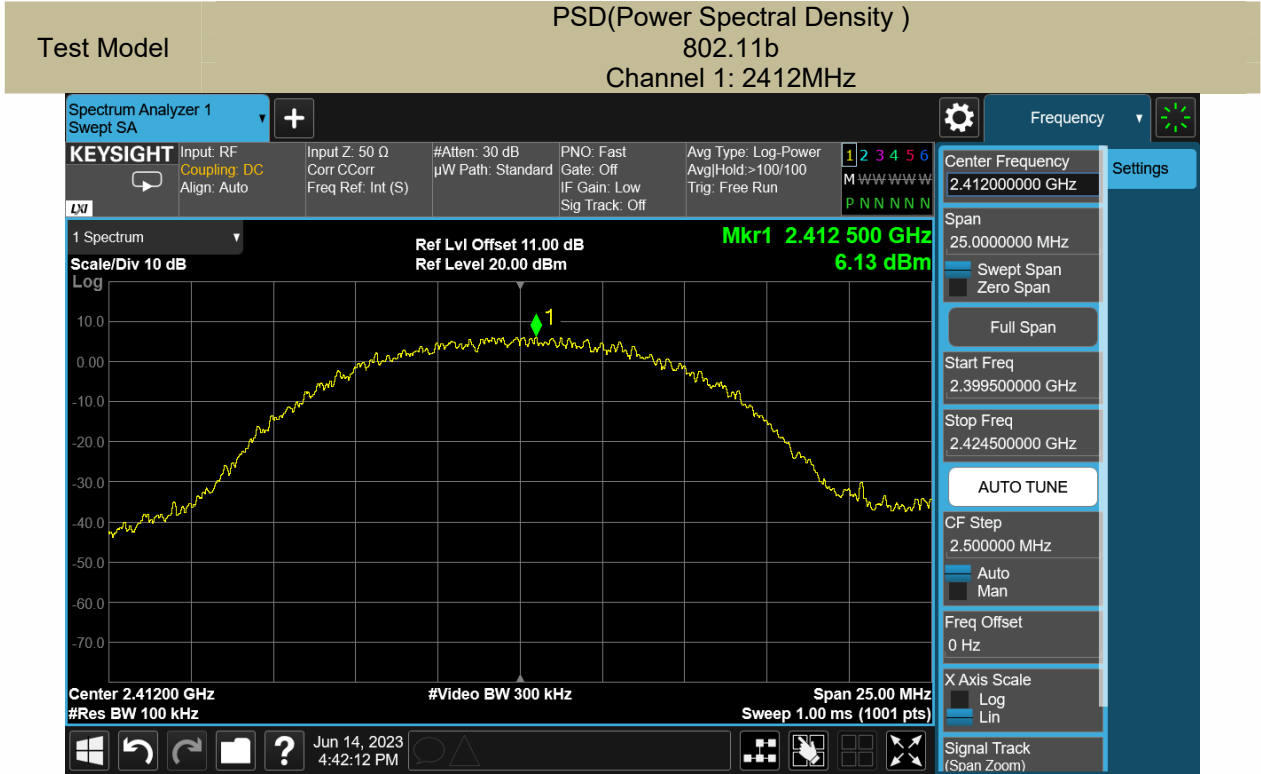 Test Model
PSD(Power Spectral Density )
802.11b
Channel 1: 2412MHz
Spectrum Analyzer 1
Swept SA
Frequency
KEYSIGHT
LXI
Input: RF
Coupling: DC
Align: Auto
Input Z: 50 Ω
Corr CCorr
Freq Ref: Int (S)
#Atten: 30 dB
µW Path: Standard
PNO: Fast
Gate: Off
IF Gain: Low
Sig Track: Off
Avg Type: Log-Power
Avg|Hold:>100/100
Trig: Free Run
1 2 3 4 5 6
M W W W W W
P N N N N N
1 Spectrum
Scale/Div 10 dB
Log
Ref Lvl Offset 11.00 dB
Ref Level 20.00 dBm
Mkr1 2.412 500 GHz
6.13 dBm
1
10.0
0.00
-10.0
-20.0
-30.0
-40.0
-50.0
-60.0
-70.0
Center 2.41200 GHz
#Res BW 100 kHz
#Video BW 300 kHz
Span 25.00 MHz
Sweep 1.00 ms (1001 pts)
Jun 14, 2023
4:42:12 PM
Center Frequency
2.412000000 GHz
Span
25.0000000 MHz
Swept Span
Zero Span
Full Span
Start Freq
2.399500000 GHz
Stop Freq
2.424500000 GHz
AUTO TUNE
CF Step
2.500000 MHz
Auto
Man
Freq Offset
0 Hz
X Axis Scale
Log
Lin
Signal Track
(Span Zoom)
Settings